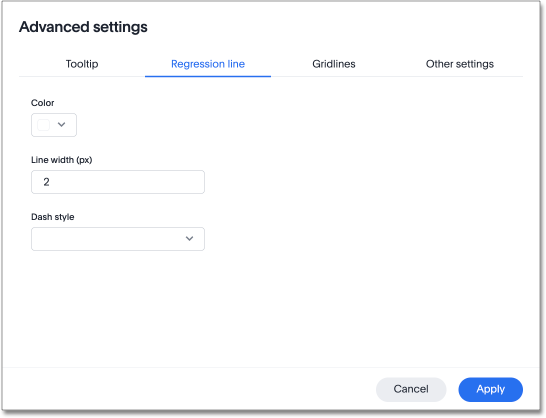 Advanced settings
Tooltip Regression line Gridlines Other settings
Color
Line width (px)
2
Dash style
Cancel Apply